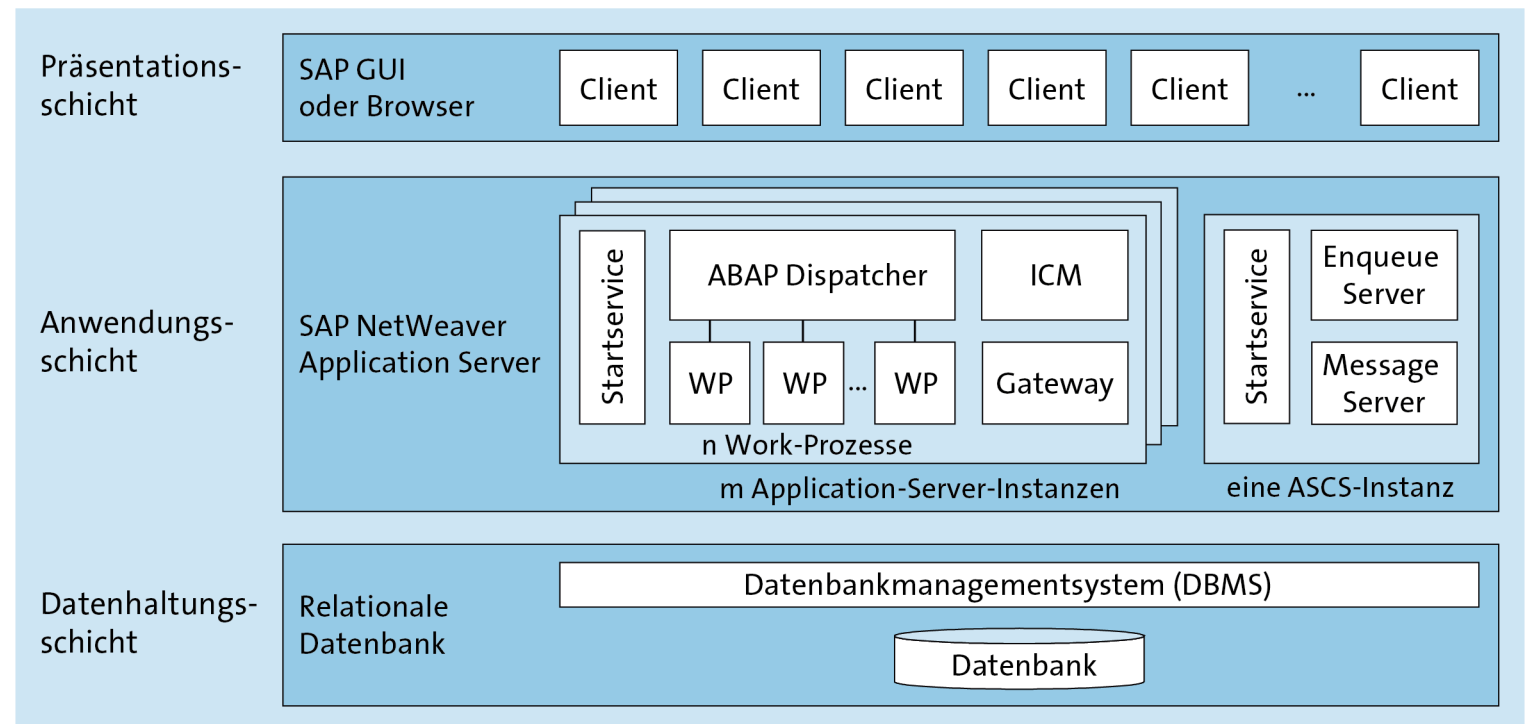 Präsentations-
schicht
SAP GUI
oder Browser
Client
Client
Client
Client
Client
...
Client
Anwendungs-
schicht
SAP NetWeaver
Application Server
Startservice
ABAP Dispatcher
ICM
WP
WP
...
WP
Gateway
n Work-Prozesse
m Application-Server-Instanzen
Startservice
Enqueue
Server
Message
Server
eine ASCS-Instanz
Datenhaltungs-
schicht
Relationale
Datenbank
Datenbankmanagementsystem (DBMS)
Datenbank